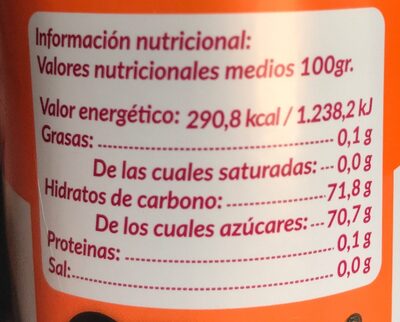 Información nutricional:
Valores nutricionales medios 100gr.
Valor energético: 290,8 kcal / 1.238,2 kJ
Grasas:--------------------------------0,1 g
De las cuales saturadas:---0,0 g
Hidratos de carbono:----------------71,8 g
De los cuales azúcares:---70,7 g
Proteinas:------------------------------0,1 g
Sal:---------------------------------------0,0 g